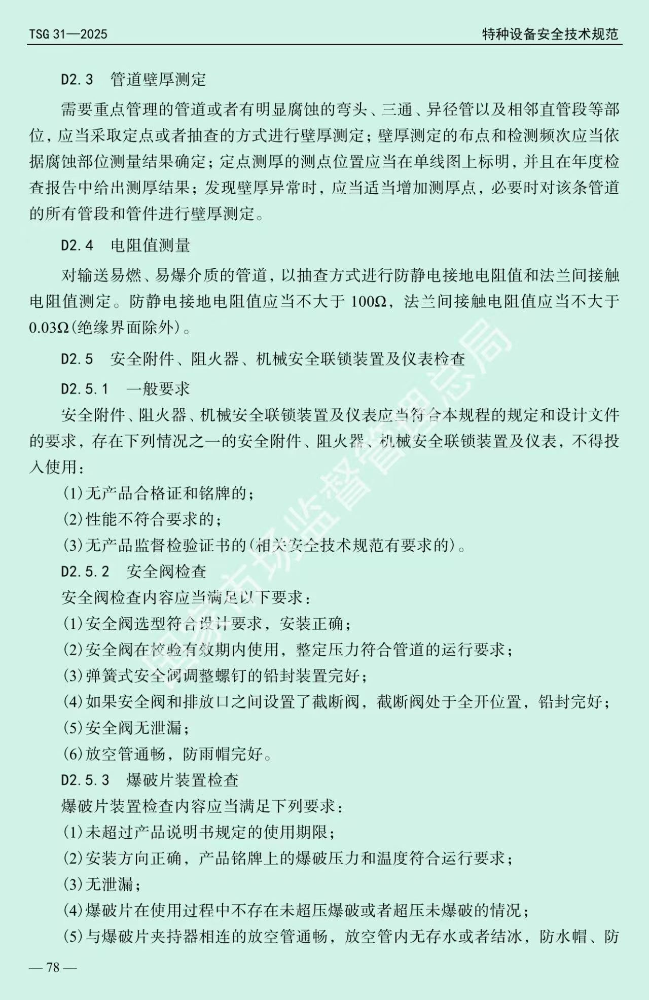 TSG 31—2025 特种设备安全技术规范
D2.3 管道壁厚测定
需要重点管理的管道或者有明显腐蚀的弯头、三通、异径管以及相邻直管段等部
位，应当采取定点或者抽查的方式进行壁厚测定；壁厚测定的布点和检测频次应当依
据腐蚀部位测量结果确定；定点测厚的测点位置应当在单线图上标明，并且在年度检
查报告中给出测厚结果；发现壁厚异常时，应当适当增加测厚点，必要时对该条管道
的所有管段和管件进行壁厚测定。
D2.4 电阻值测量
对输送易燃、易爆介质的管道，以抽查方式进行防静电接地电阻值和法兰间接触
电阻值测定。防静电接地电阻值应当不大于 100Ω，法兰间接触电阻值应当不大于
0.03Ω(绝缘界面除外)。
D2.5 安全附件、阻火器、机械安全联锁装置及仪表检查
D2.5.1 一般要求
安全附件、阻火器、机械安全联锁装置及仪表应当符合本规程的规定和设计文件
的要求，存在下列情况之一的安全附件、阻火器、机械安全联锁装置及仪表，不得投
入使用：
(1)无产品合格证和铭牌的；
(2)性能不符合要求的；
(3)无产品监督检验证书的(相关安全技术规范有要求的)。
D2.5.2 安全阀检查
安全阀检查内容应当满足以下要求：
(1)安全阀选型符合设计要求，安装正确；
(2)安全阀在校验有效期内使用，整定压力符合管道的运行要求；
(3)弹簧式安全阀调整螺钉的铅封装置完好；
(4)如果安全阀和排放口之间设置了截断阀，截断阀处于全开位置，铅封完好；
(5)安全阀无泄漏；
(6)放空管通畅，防雨帽完好。
D2.5.3 爆破片装置检查
爆破片装置检查内容应当满足下列要求：
(1)未超过产品说明书规定的使用期限；
(2)安装方向正确，产品铭牌上的爆破压力和温度符合运行要求；
(3)无泄漏；
(4)爆破片在使用过程中不存在未超压爆破或者超压未爆破的情况；
(5)与爆破片夹持器相连的放空管通畅，放空管内无存水或者结冰，防水帽、防
— 78 —
国家市场监督管理总局